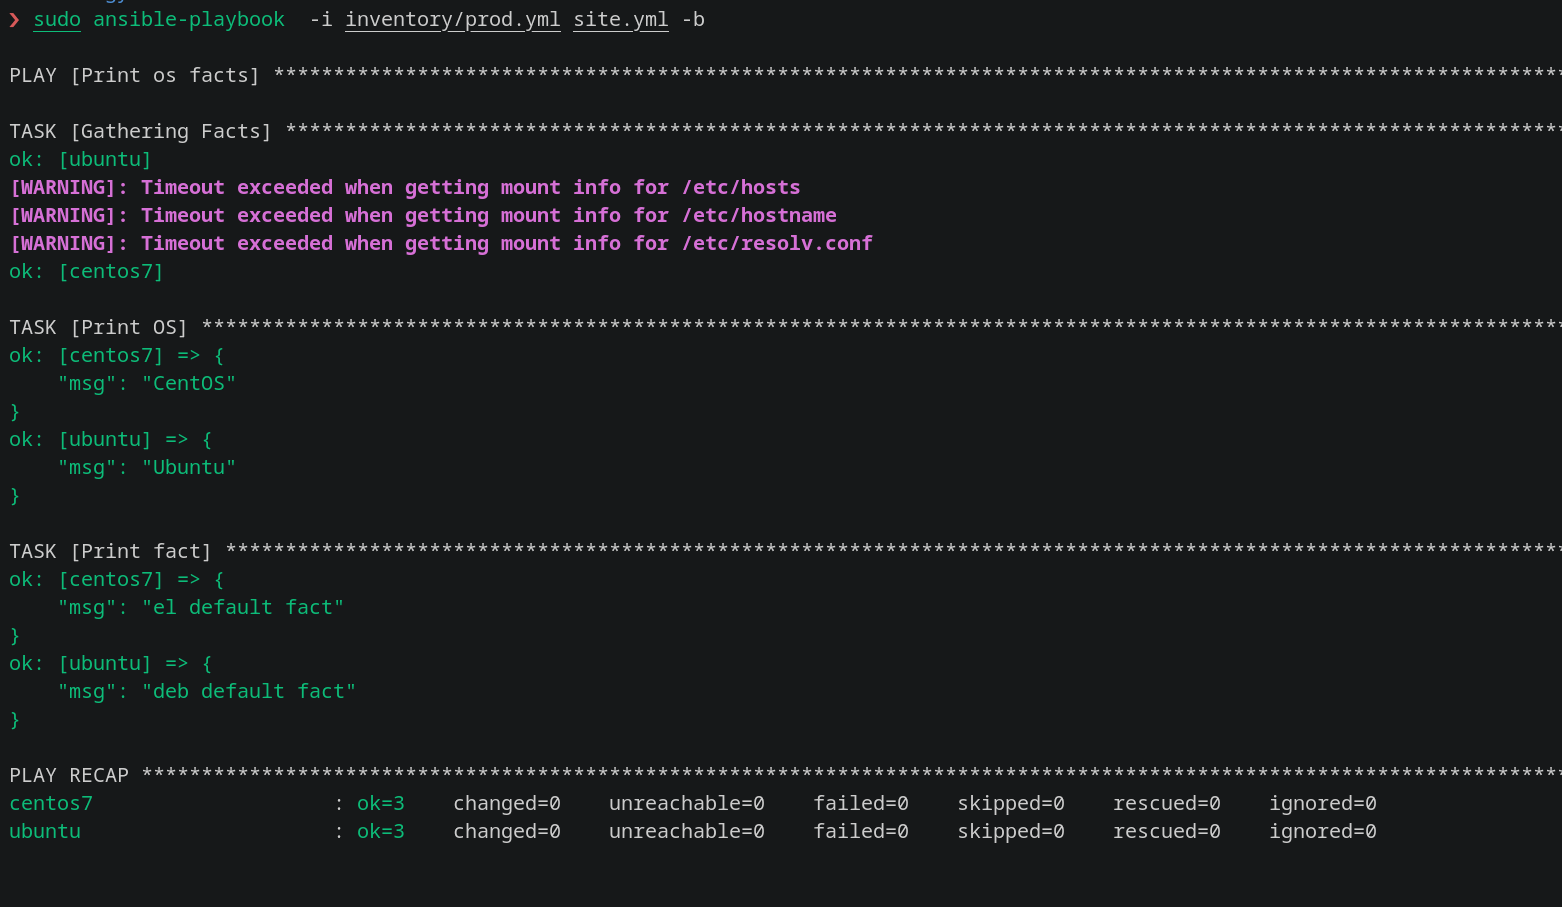 ❯ sudo ansible-playbook  -i inventory/prod.yml site.yml -b
PLAY [Print os facts] ***********************************************************************************************************
TASK [Gathering Facts] **********************************************************************************************************
ok: [ubuntu]
[WARNING]: Timeout exceeded when getting mount info for /etc/hosts
[WARNING]: Timeout exceeded when getting mount info for /etc/hostname
[WARNING]: Timeout exceeded when getting mount info for /etc/resolv.conf
ok: [centos7]
TASK [Print OS] *****************************************************************************************************************
ok: [centos7] => {
    "msg": "CentOS"
}
ok: [ubuntu] => {
    "msg": "Ubuntu"
}
TASK [Print fact] ***************************************************************************************************************
ok: [centos7] => {
    "msg": "el default fact"
}
ok: [ubuntu] => {
    "msg": "deb default fact"
}
PLAY RECAP **********************************************************************************************************************
centos7                    : ok=3    changed=0    unreachable=0    failed=0    skipped=0    rescued=0    ignored=0
ubuntu                     : ok=3    changed=0    unreachable=0    failed=0    skipped=0    rescued=0    ignored=0